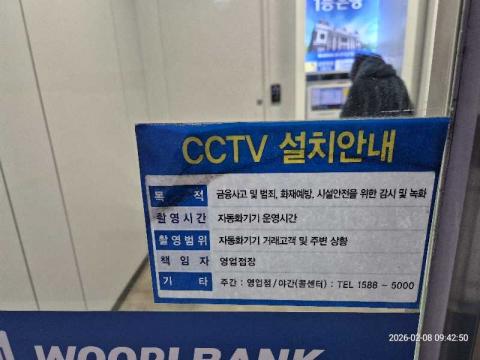 1등은행
CCTV 설치안내
목 적 금융사고 및 범죄, 화재예방, 시설안전을 위한 감시 및 녹화
촬영시간 자동화기기 운영시간
촬영범위 자동화기기 거래고객 및 주변 상황
책 임 자 영업점장
기 타 주간 : 영업점/야간(콜센터) : TEL 1588 - 5000
2026-02-08 09:42:50
WOORI BANK